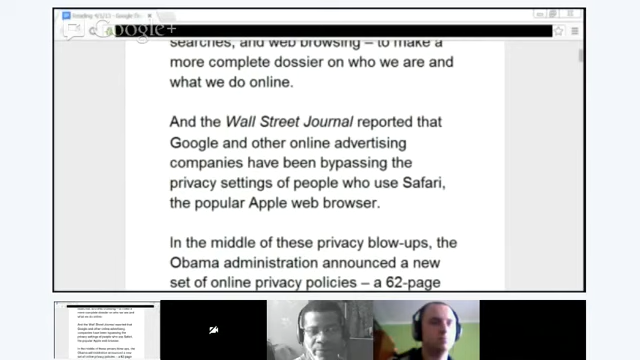 Google+
searches, and web browsing – to make a
more complete dossier on who we are and
what we do online.
And the Wall Street Journal reported that
Google and other online advertising
companies have been bypassing the
privacy settings of people who use Safari,
the popular Apple web browser.
In the middle of these privacy blow-ups, the
Obama administration announced a new
set of online privacy policies – a 62-page